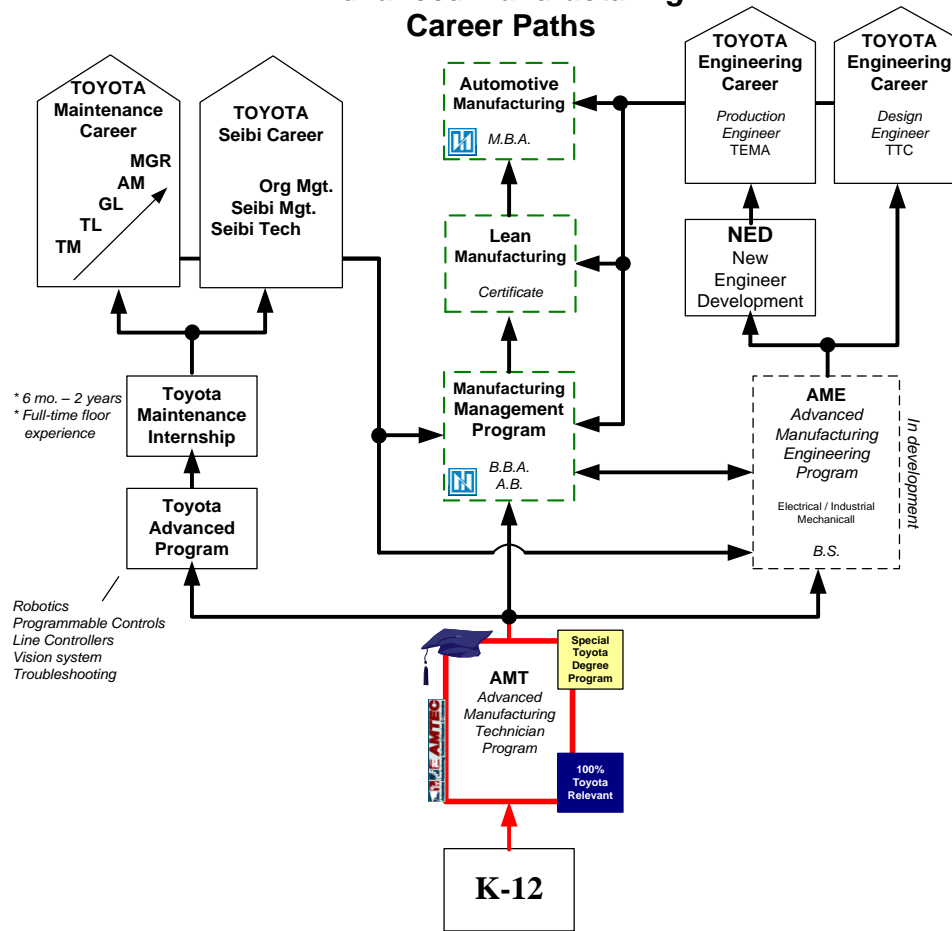 Career Paths
TOYOTA
Maintenance
Career
MGR
AM
GL
TL
TM
TOYOTA
Seibi Career
Org Mgt.
Seibi Mgt.
Seibi Tech
Automotive
Manufacturing
M.B.A.
TOYOTA
Engineering
Career
Production
Engineer
TEMA
TOYOTA
Engineering
Career
Design
Engineer
TTC
Lean
Manufacturing
Certificate
NED
New
Engineer
Development
* 6 mo. – 2 years
* Full-time floor
experience
Toyota
Maintenance
Internship
Manufacturing
Management
Program
B.B.A.
A.B.
AME
Advanced
Manufacturing
Engineering
Program
Electrical / Industrial
Mechanicall
B.S.
In development
Toyota
Advanced
Program
Robotics
Programmable Controls
Line Controllers
Vision system
Troubleshooting
AMT
Advanced
Manufacturing
Technician
Program
Special
Toyota
Degree
Program
AMTEC
100%
Toyota
Relevant
K-12